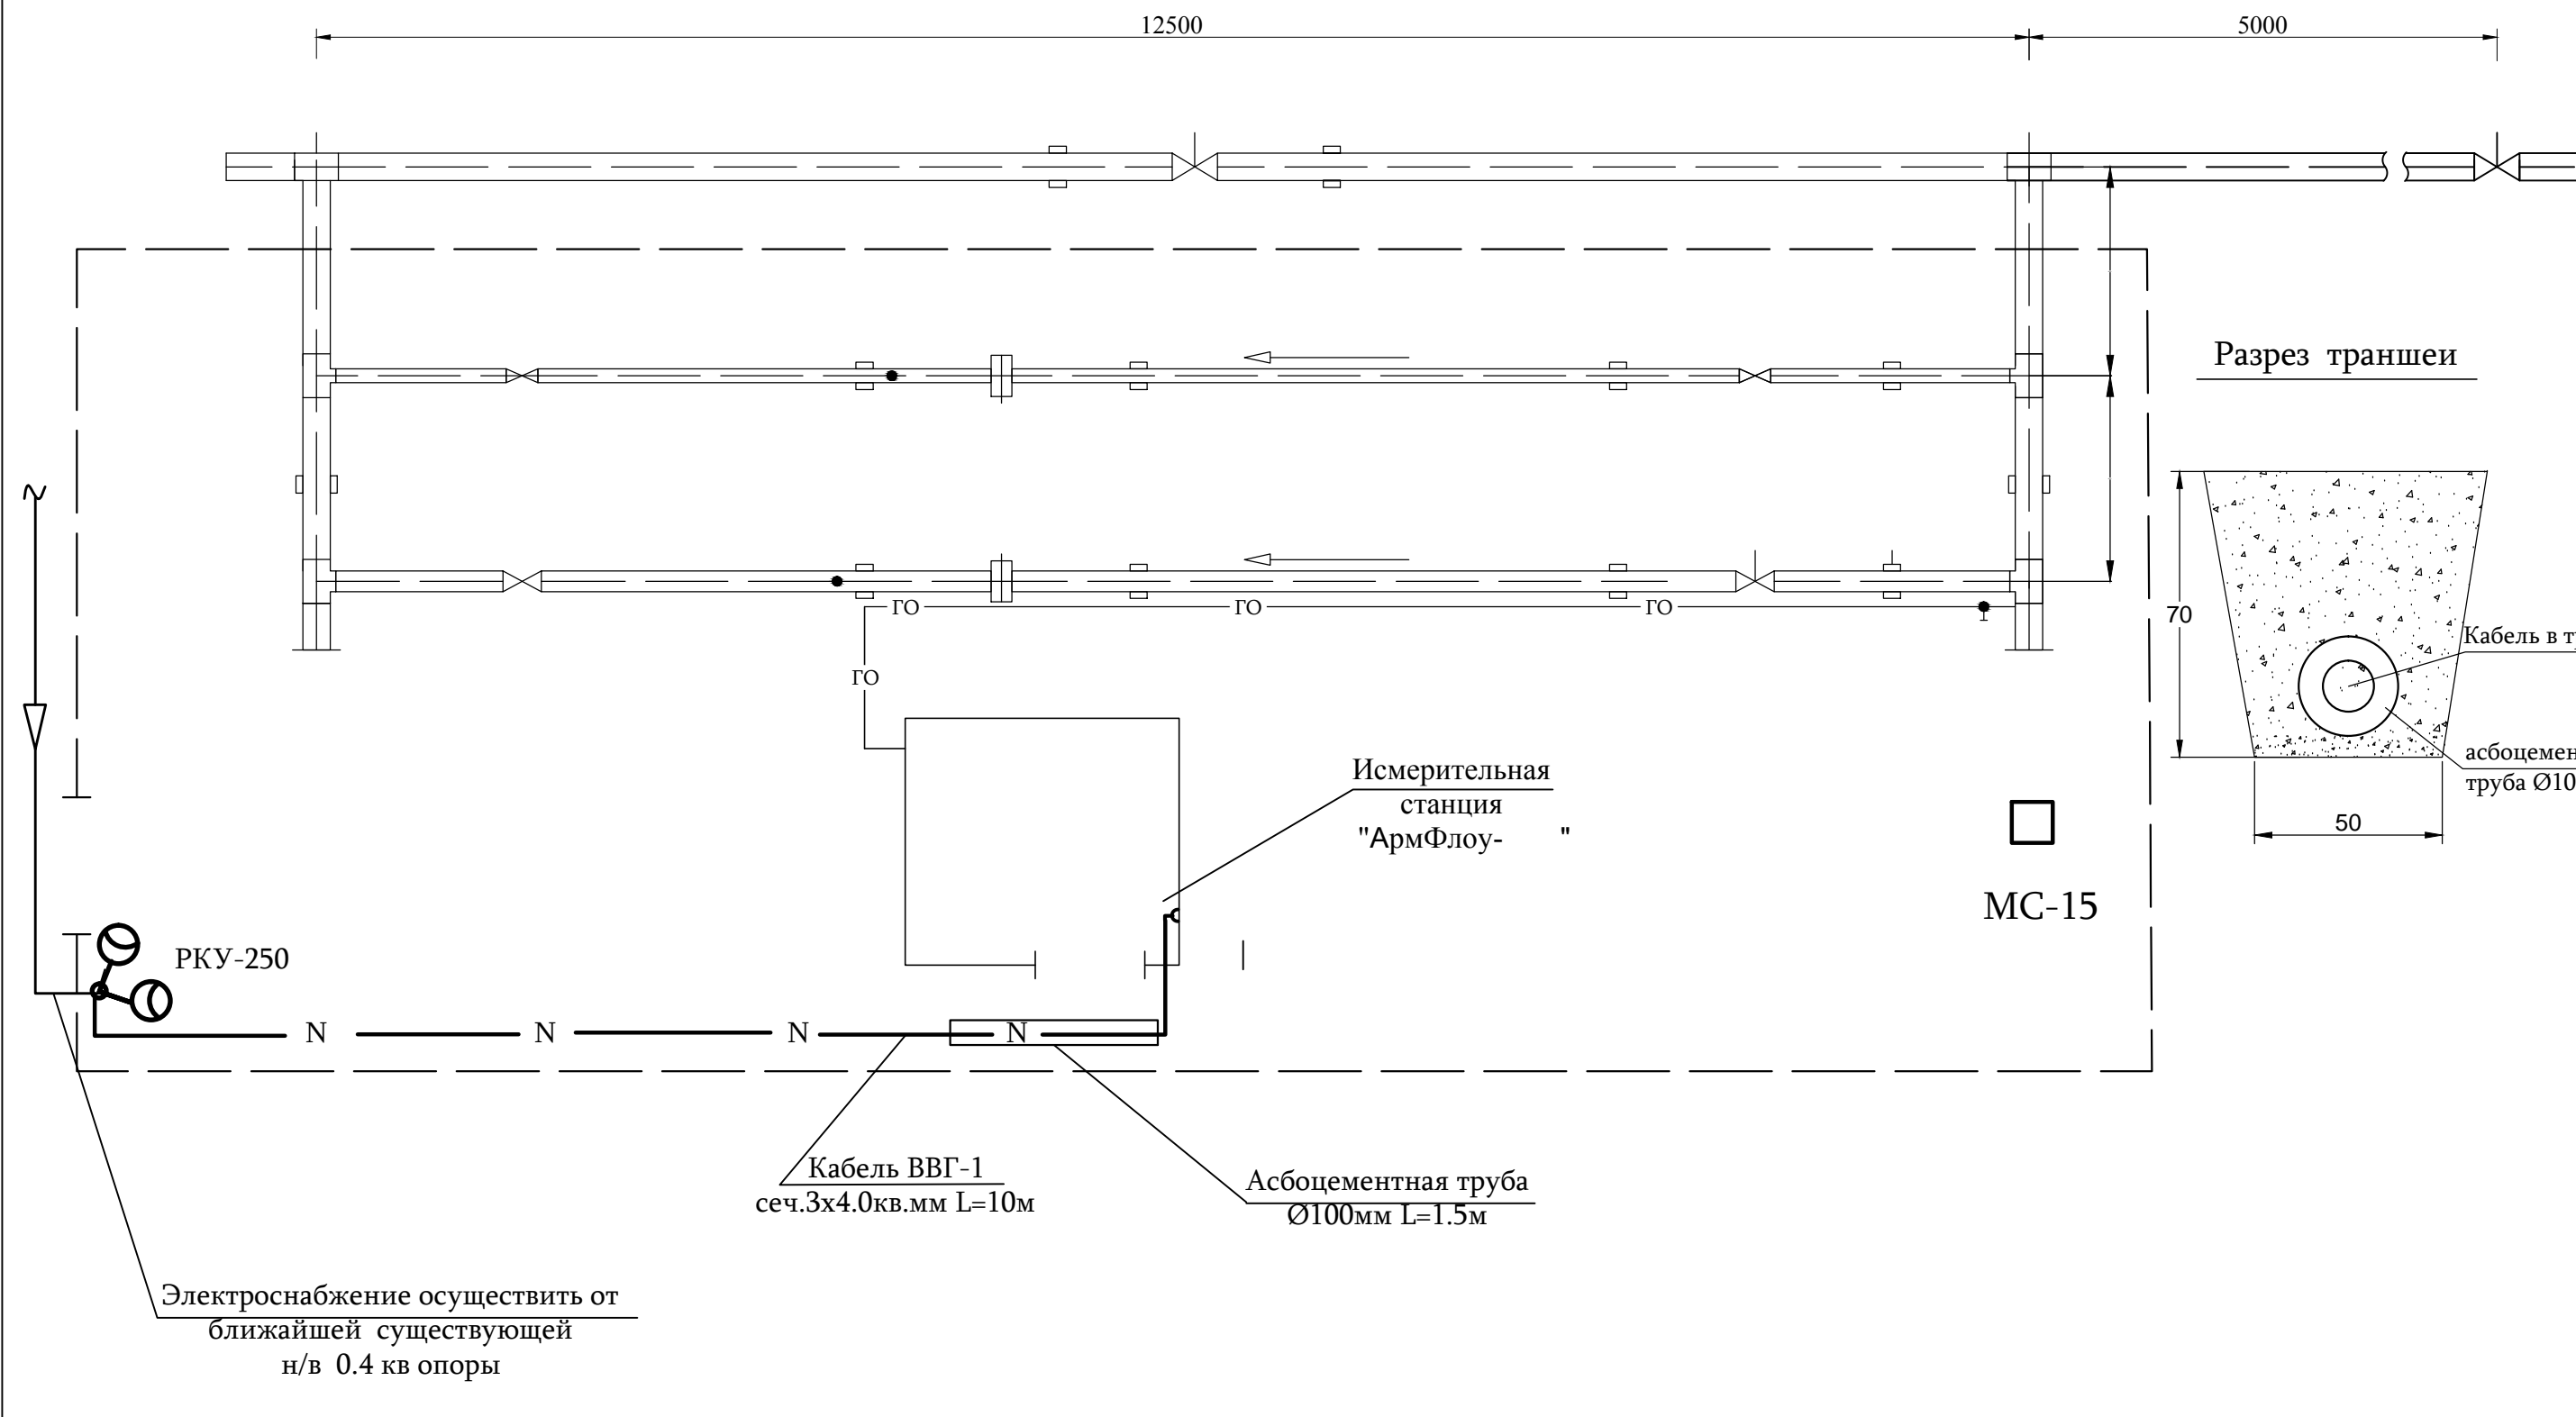 12500
5000
Разрез траншеи
ГО
ГО
ГО
70
Кабель в т
ГО
асбоцемен
труба Ø10
50
Исмерительная
станция
"АрмФлоу- "
МС-15
РКУ-250
N
N
N
N
Кабель ВВГ-1
сеч.3х4.0кв.мм L=10м
Асбоцементная труба
Ø100мм L=1.5м
Электроснабжение осуществить от
ближайшей существующей
н/в 0.4 кв опоры